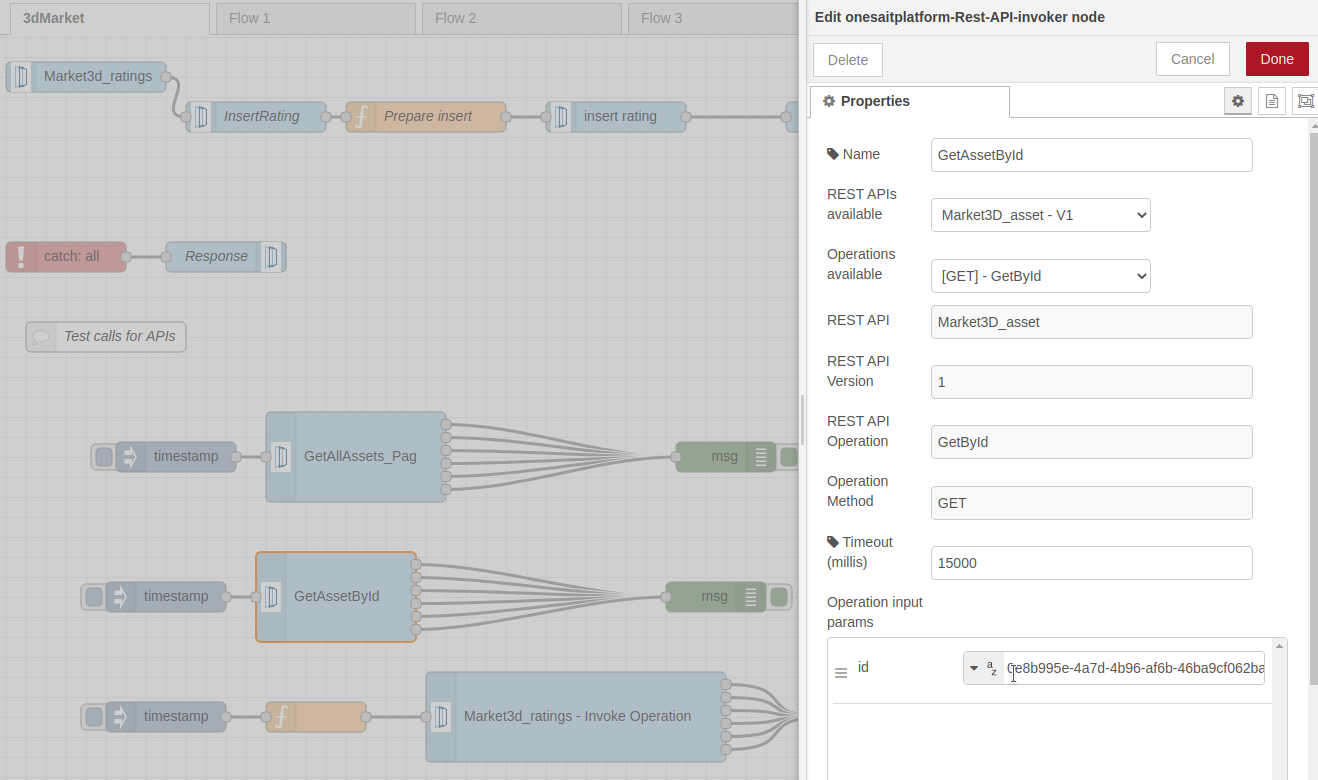 3dMarket
Flow 1
Flow 2
Flow 3
Market3d_ratings
InsertRating
Prepare insert
insert rating
catch: all
Response
Test calls for APIs
timestamp
GetAllAssets_Pag
msg
timestamp
GetAssetById
msg
timestamp
Market3d_ratings - Invoke Operation
Edit onesaitplatform-Rest-API-invoker node
Delete
Cancel
Done
Properties
Name
GetAssetById
REST APIs
available
Market3D_asset - V1
Operations
available
[GET] - GetById
REST API
Market3D_asset
REST API
Version
1
REST API
Operation
GetById
Operation
Method
GET
Timeout
(millis)
15000
Operation input
params
id
0e8b995e-4a7d-4b96-af6b-46ba9cf062ba